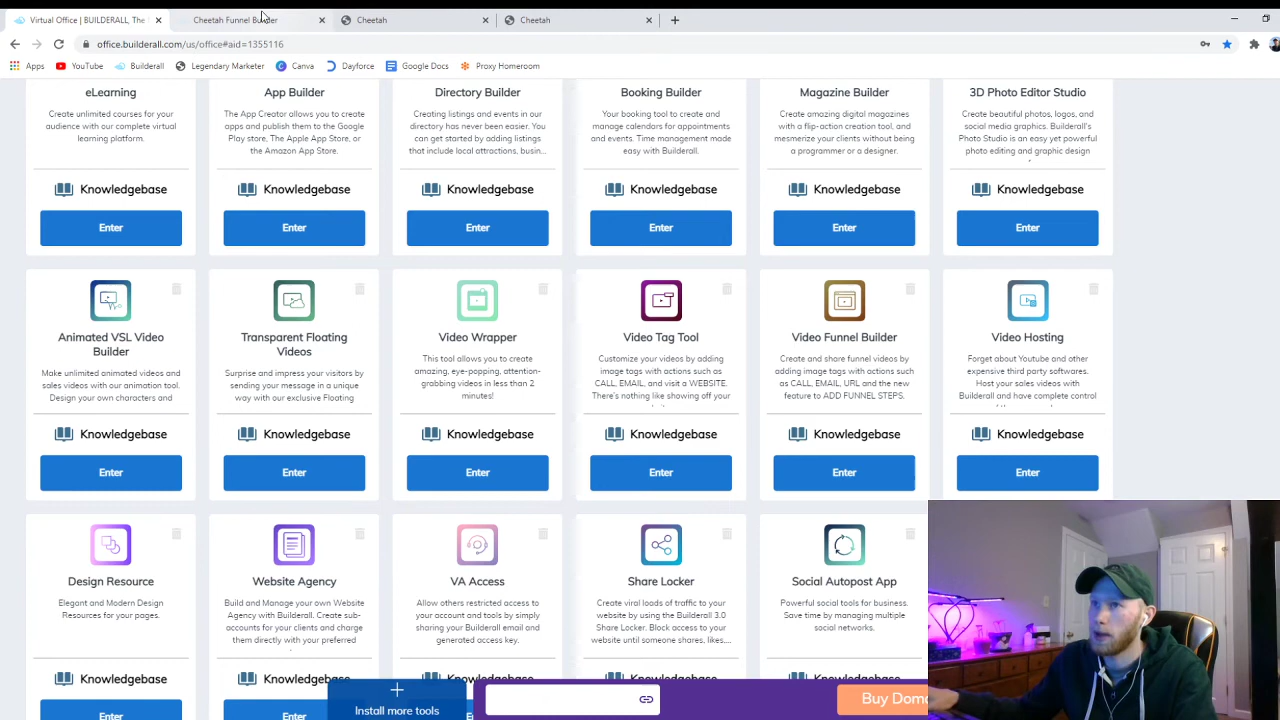 Virtual Office | BUILDERALL, The
Cheetah Funnel Builder
Cheetah
Cheetah
office.builderall.com/us/office#aid=1355116
Apps
YouTube
Builderall
Legendary Marketer
Canva
Dayforce
Google Docs
Proxy Homeroom
eLearning
Create unlimited courses for your
audience with our complete virtual
learning platform.
Knowledgebase
Enter
App Builder
The App Creator allows you to create
apps and publish them to the Google
Play store, The Apple App Store, or
the Amazon App Store.
Knowledgebase
Enter
Directory Builder
Creating listings and events in our
directory has never been easier. You
can get started by adding listings
that include local attractions, busin...
Knowledgebase
Enter
Booking Builder
Your booking tool to create and
manage calendars for appointments
and events. Time management made
easy with Builderall.
Knowledgebase
Enter
Magazine Builder
Create amazing digital magazines
with a flip-action creation tool, and
mesmerize your clients without being
a programmer or a designer.
Knowledgebase
Enter
3D Photo Editor Studio
Create beautiful photos, logos, and
social media graphics. Builderall's
Photo Studio is an easy yet powerful
photo editing and graphic design
Knowledgebase
Enter
Animated VSL Video
Builder
Make unlimited animated videos and
sales videos with our animation tool.
Design your own characters and
Knowledgebase
Enter
Transparent Floating
Videos
Surprise and impress your visitors by
sending your message in a unique
way with our exclusive Floating
Knowledgebase
Enter
Video Wrapper
This tool allows you to create
amazing, eye-popping, attention-
grabbing videos in less than 2
minutes!
Knowledgebase
Enter
Video Tag Tool
Customize your videos by adding
image tags with actions such as
CALL, EMAIL, and visit a WEBSITE.
There's nothing like showing off your
Knowledgebase
Enter
Video Funnel Builder
Create and share funnel videos by
adding image tags with actions such
as CALL, EMAIL, URL and the new
feature to ADD FUNNEL STEPS.
Knowledgebase
Enter
Video Hosting
Forget about Youtube and other
expensive third party softwares.
Host your sales videos with
Builderall and have complete control
Knowledgebase
Enter
Design Resource
Elegant and Modern Design
Resources for your pages.
Knowledgebase
Enter
Website Agency
Build and Manage your own Website
Agency with Builderall. Create sub-
accounts for your clients and charge
them directly with your preferred
Knowledgebase
Enter
VA Access
Allow others restricted access to
your account and tools by simply
sharing your Builderall email and
generated access key.
Knowledgebase
Share Locker
Create viral loads of traffic to your
website by using the Builderall 3.0
Share Locker. Block access to your
website until someone shares, likes,...
Knowledgebase
Social Autopost App
Powerful social tools for business.
Save time by managing multiple
social networks.
Knowledgebase
Install more tools
Buy Doma